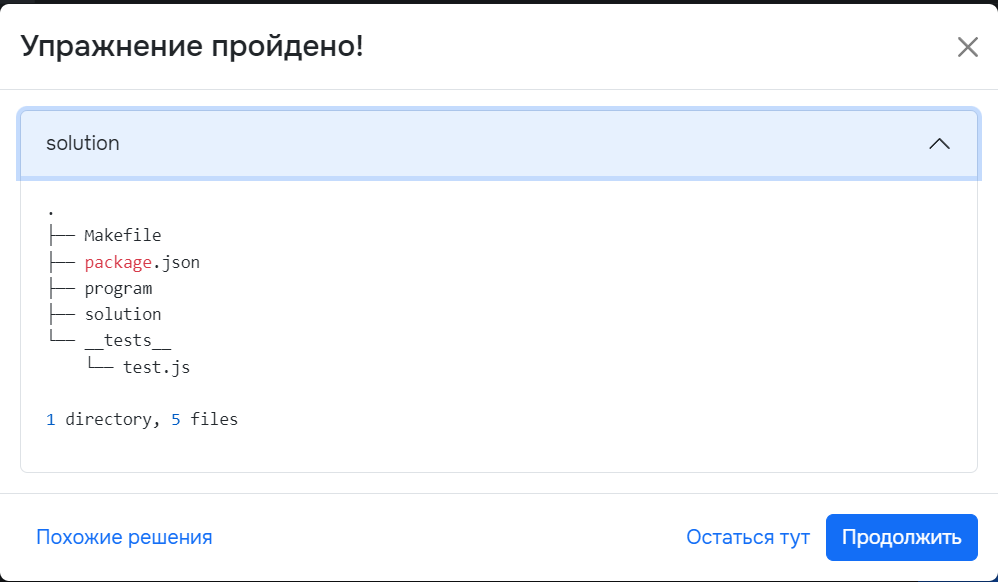 Упражнение пройдено!
solution
.
├── Makefile
├── package.json
├── program
├── solution
└── __tests__
    └── test.js
1 directory, 5 files
Похожие решения
Остаться тут
Продолжить